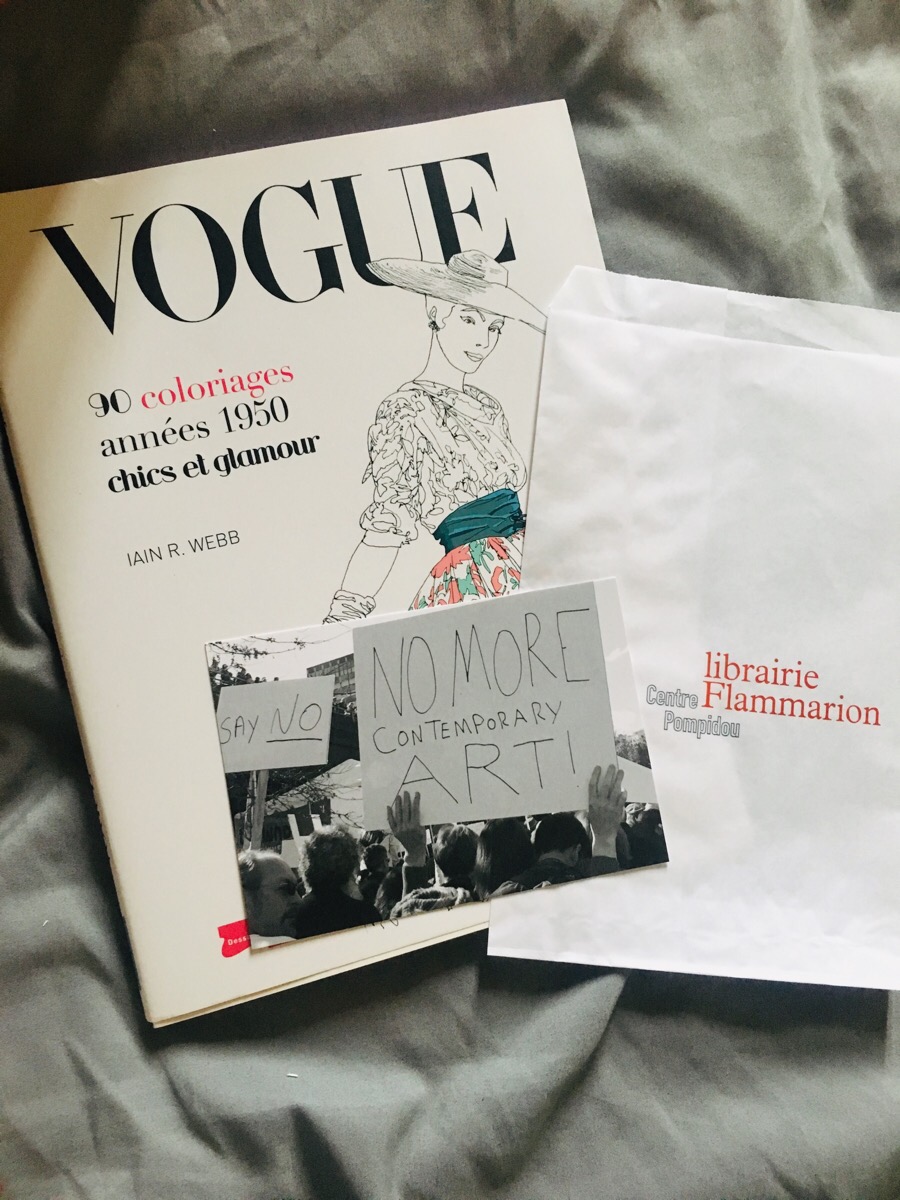 VOGUE
90 coloriages
années 1950
chics et glamour
IAIN R. WEBB
SAY NO
NO MORE
CONTEMPORARY
ART!
librairie
Flammarion
Centre
Pompidou